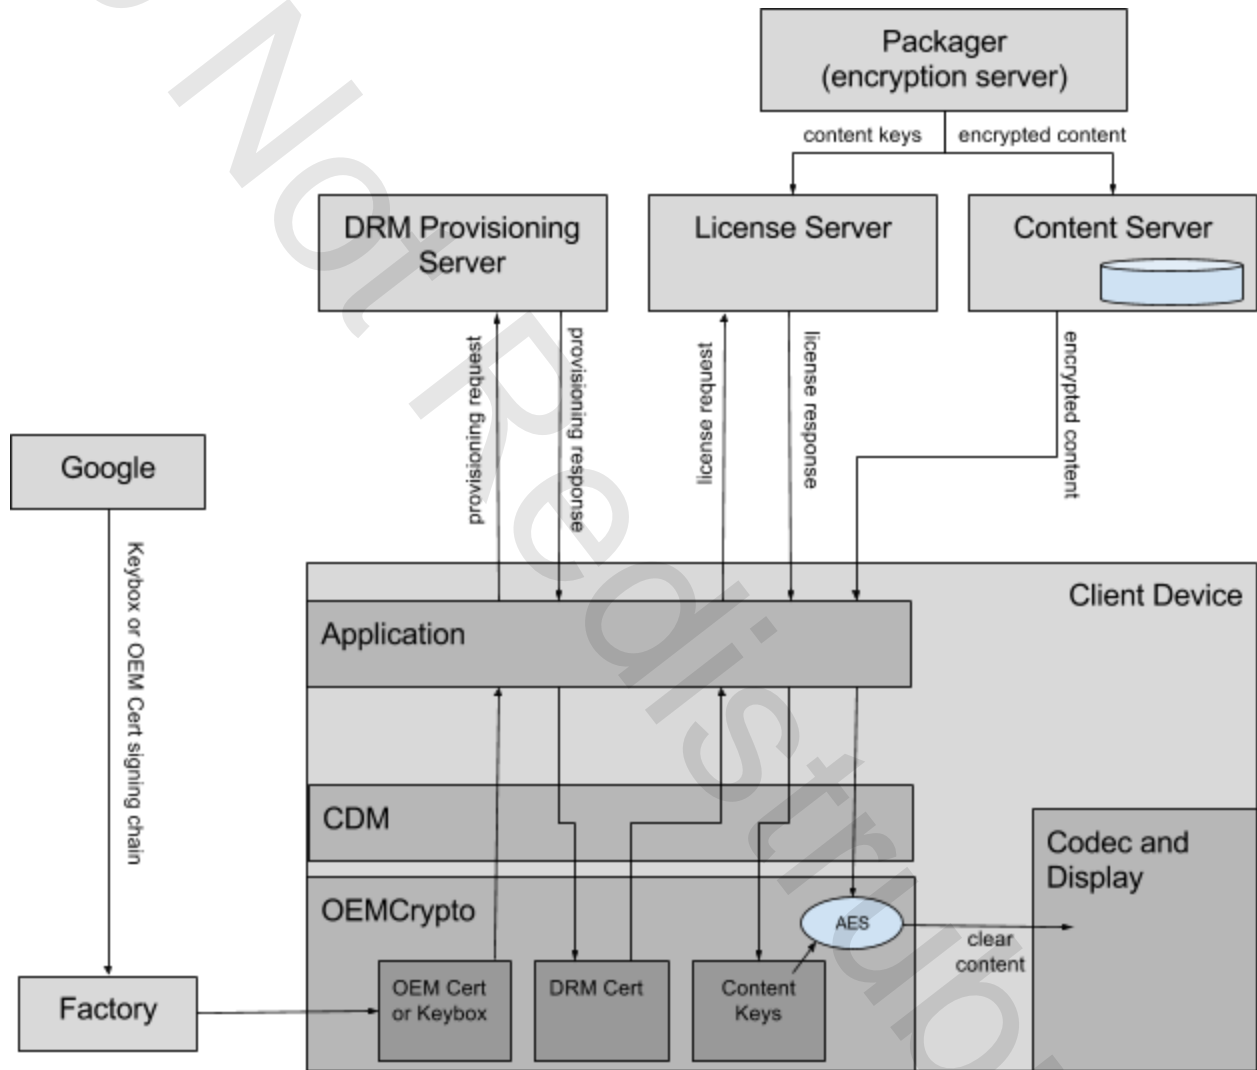 Packager
(encryption server)
content keys
encrypted content
DRM Provisioning
Server
License Server
Content Server
provisioning request
provisioning response
license request
license response
encrypted content
Google
Keybox or OEM Cert signing chain
Client Device
Application
CDM
Codec and
Display
OEMCrypto
AES
clear
content
OEM Cert
or Keybox
DRM Cert
Content
Keys
Factory
Not Redistribu